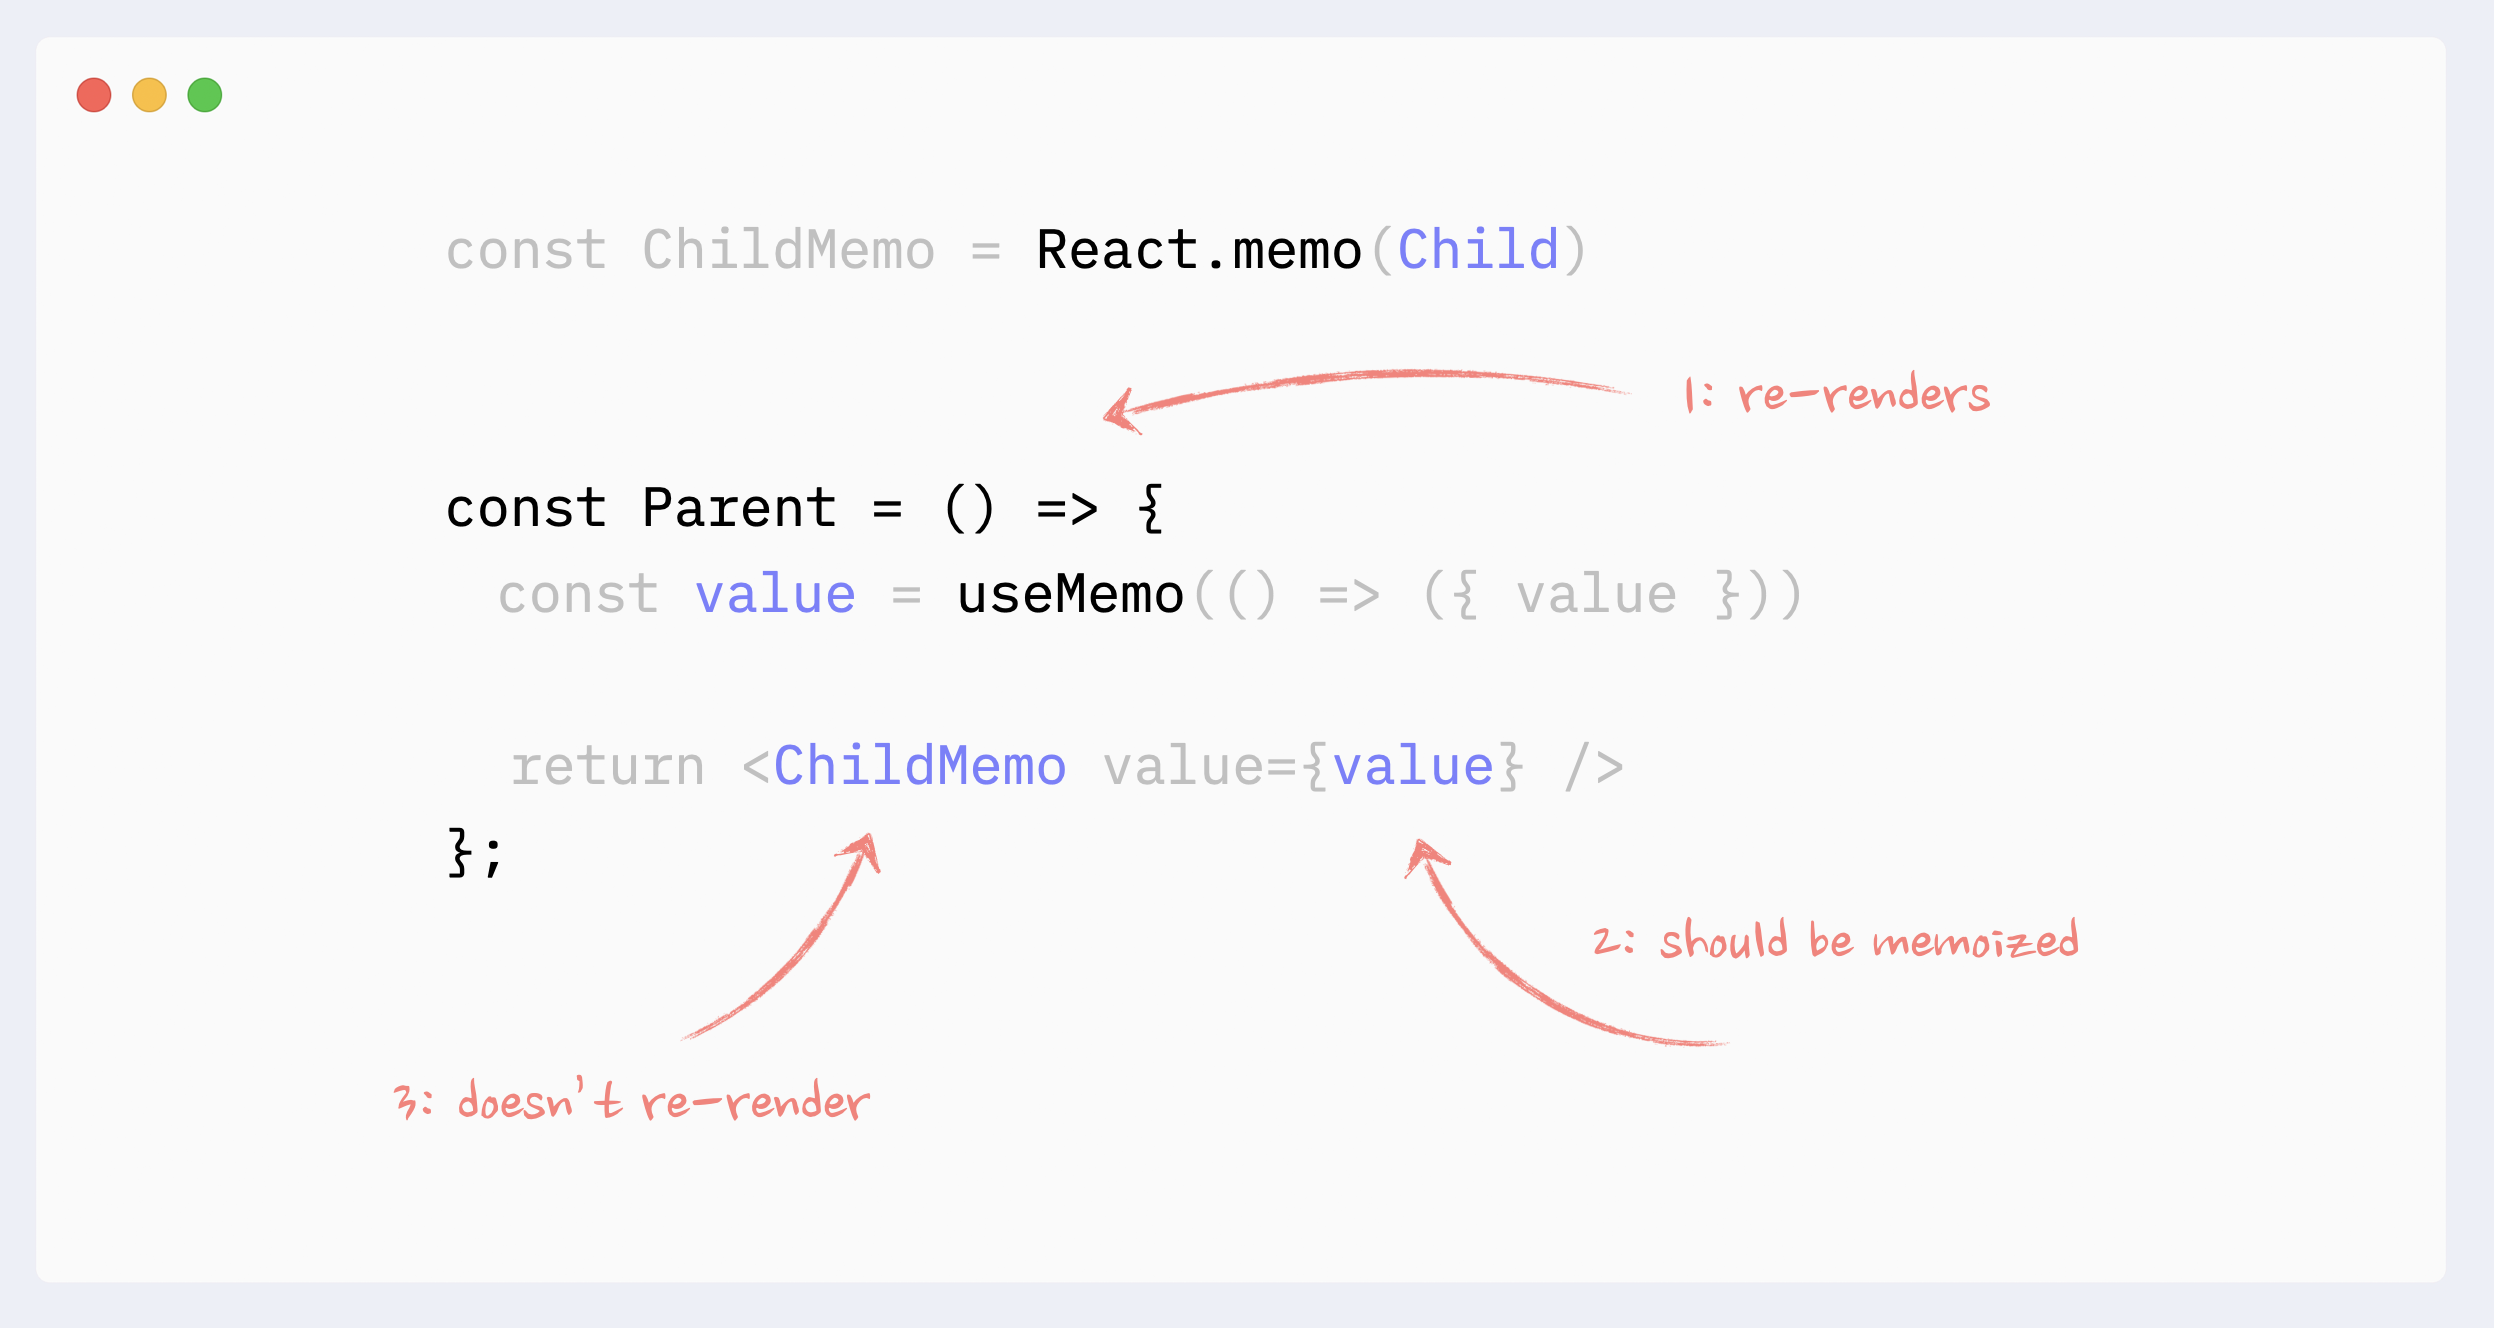 const ChildMemo = React.memo(Child)
1: re-renders
const Parent = () => {
const value = useMemo(() => ({ value }))
return <ChildMemo value={value} />
};
2: should be memoized
3: doesn't re-render